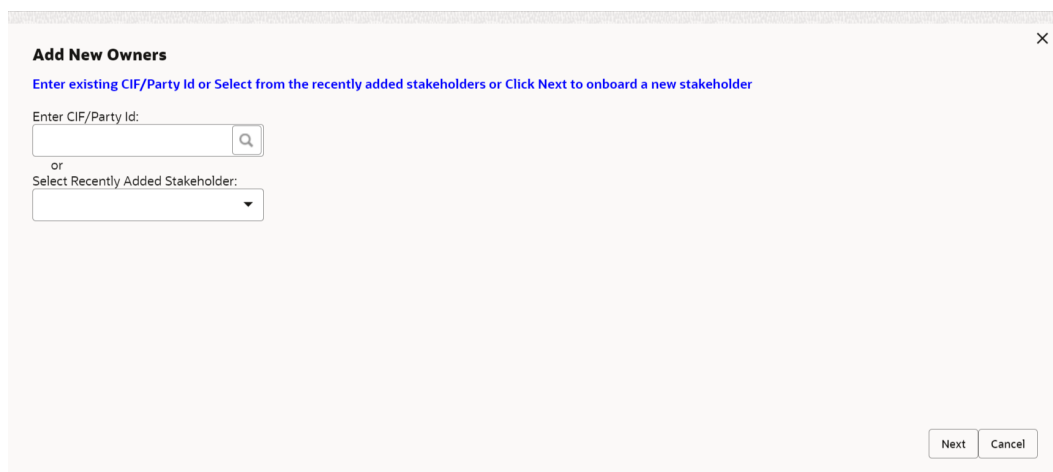 Add New Owners
Enter existing CIF/Party Id or Select from the recently added stakeholders or Click Next to onboard a new stakeholder
Enter CIF/Party Id:
or
Select Recently Added Stakeholder:
Next Cancel